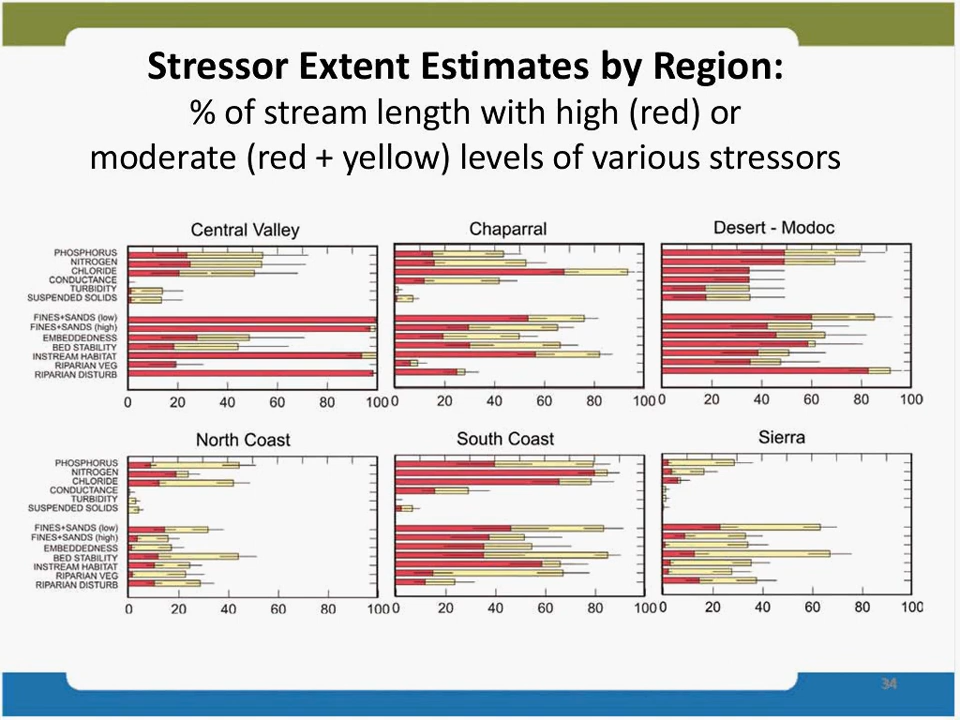 Stressor Extent Estimates by Region:
% of stream length with high (red) or
moderate (red + yellow) levels of various stressors
Central Valley
Chaparral
Desert - Modoc
PHOSPHORUS
NITROGEN
CHLORIDE
CONDUCTANCE
TURBIDITY
SUSPENDED SOLIDS
FINES+SANDS (low)
FINES+SANDS (high)
EMBEDDEDNESS
BED STABILITY
INSTREAM HABITAT
RIPARIAN VEG
RIPARIAN DISTURB
0 20 40 60 80 100
0 20 40 60 80 100
0 20 40 60 80 100
North Coast
South Coast
Sierra
PHOSPHORUS
NITROGEN
CHLORIDE
CONDUCTANCE
TURBIDITY
SUSPENDED SOLIDS
FINES+SANDS (low)
FINES+SANDS (high)
EMBEDDEDNESS
BED STABILITY
INSTREAM HABITAT
RIPARIAN VEG
RIPARIAN DISTURB
0 20 40 60 80 100
0 20 40 60 80 100
0 20 40 60 80 100
34